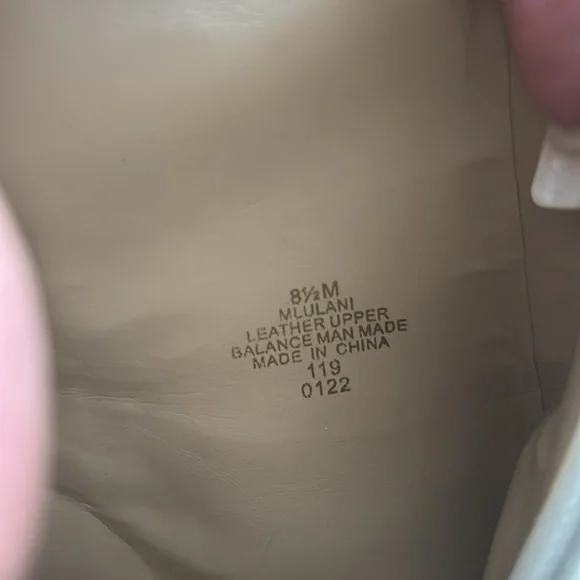 8½M
MLULANI
LEATHER UPPER
BALANCE MAN MADE
MADE IN CHINA
119
0122